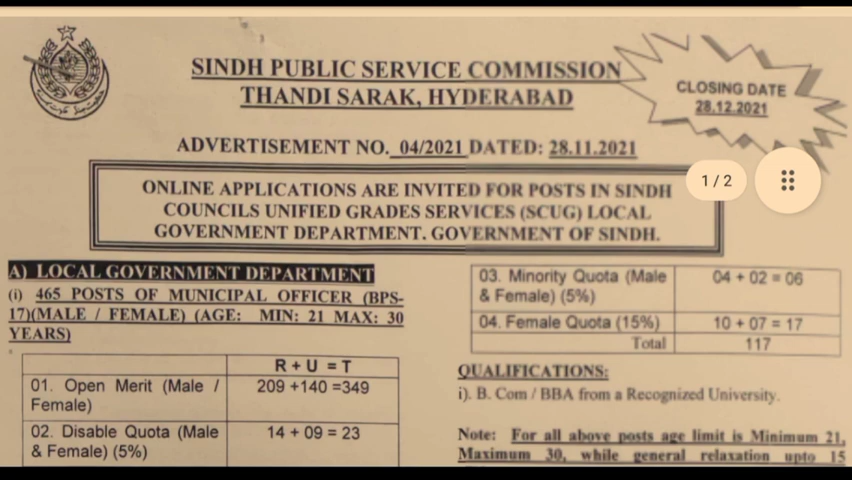 SINDH PUBLIC SERVICE COMMISSION
THANDI SARAK, HYDERABAD
CLOSING DATE
28.12.2021
ADVERTISEMENT NO. 04/2021 DATED: 28.11.2021
1 / 2
ONLINE APPLICATIONS ARE INVITED FOR POSTS IN SINDH
COUNCILS UNIFIED GRADES SERVICES (SCUG) LOCAL
GOVERNMENT DEPARTMENT. GOVERNMENT OF SINDH.
A) LOCAL GOVERNMENT DEPARTMENT
(i) 465 POSTS OF MUNICIPAL OFFICER (BPS-
17)(MALE / FEMALE) (AGE: MIN: 21 MAX: 30
YEARS)
R + U = T
01. Open Merit (Male / 209 +140 =349
Female)
02. Disable Quota (Male 14 + 09 = 23
& Female) (5%)
03. Minority Quota (Male 04 + 02 = 06
& Female) (5%)
04. Female Quota (15%) 10 + 07 = 17
Total 117
QUALIFICATIONS:
i). B. Com / BBA from a Recognized University.
Note: For all above posts age limit is Minimum 21,
Maximum 30, while general relaxation upto 15